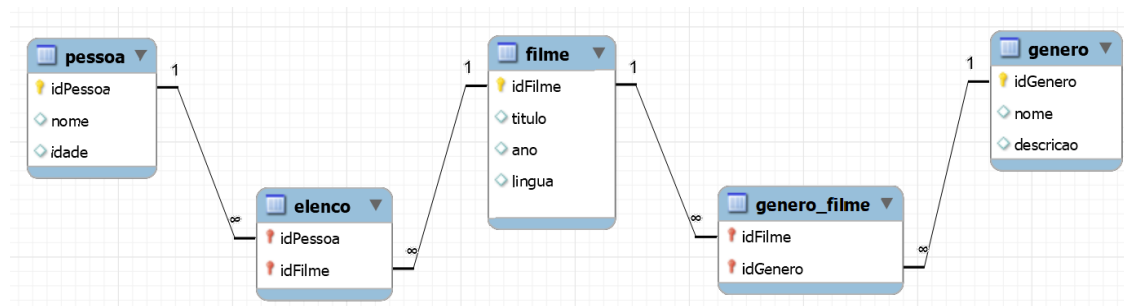 pessoa
idPessoa
nome
idade
1
∞
elenco
idPessoa
idFilme
∞
1
filme
idFilme
titulo
ano
lingua
1
∞
genero_filme
idFilme
idGenero
∞
1
genero
idGenero
nome
descricao